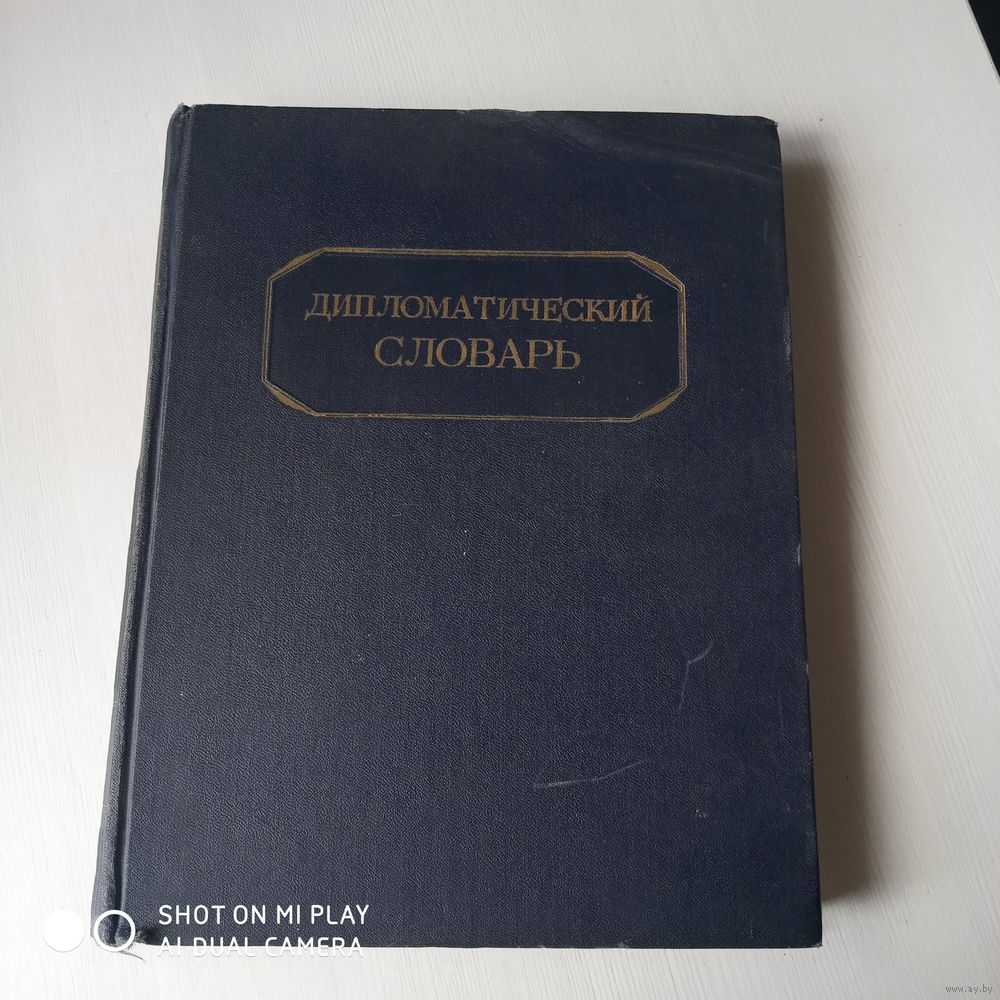 ДИПЛОМАТИЧЕСКИЙ
СЛОВАРЬ
SHOT ON MI PLAY
AI DUAL CAMERA
www.ay.by